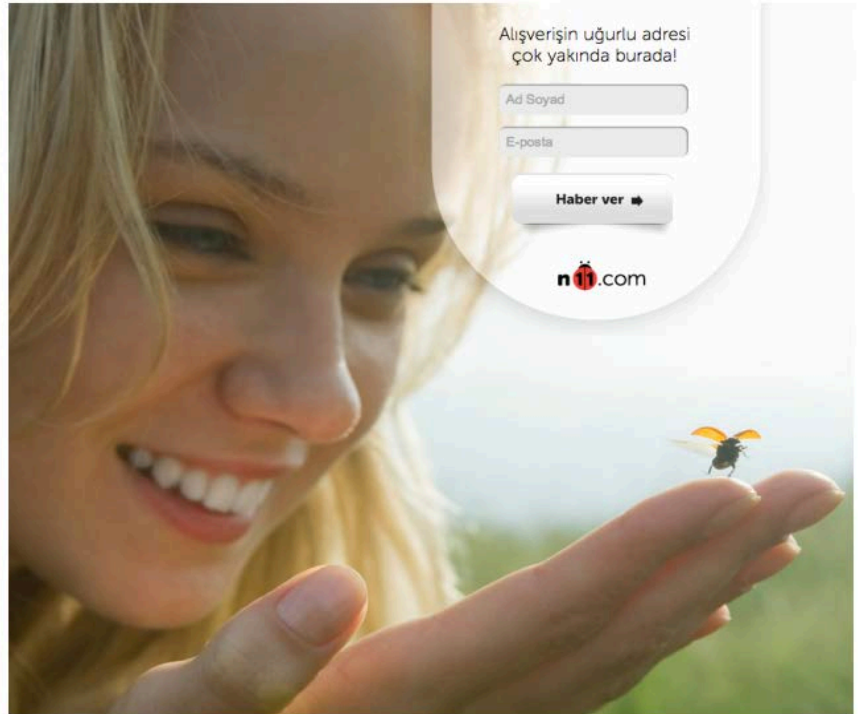 Alışverişin uğurlu adresi
çok yakında burada!
Ad Soyad
E-posta
Haber ver
n11.com